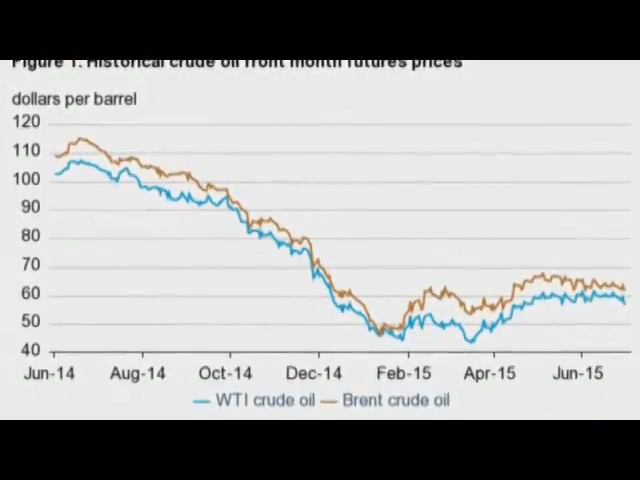 Figure 1. Historical crude oil front month futures prices
dollars per barrel
120
110
100
90
80
70
60
50
40
Jun-14 Aug-14 Oct-14 Dec-14 Feb-15 Apr-15 Jun-15
WTI crude oil Brent crude oil